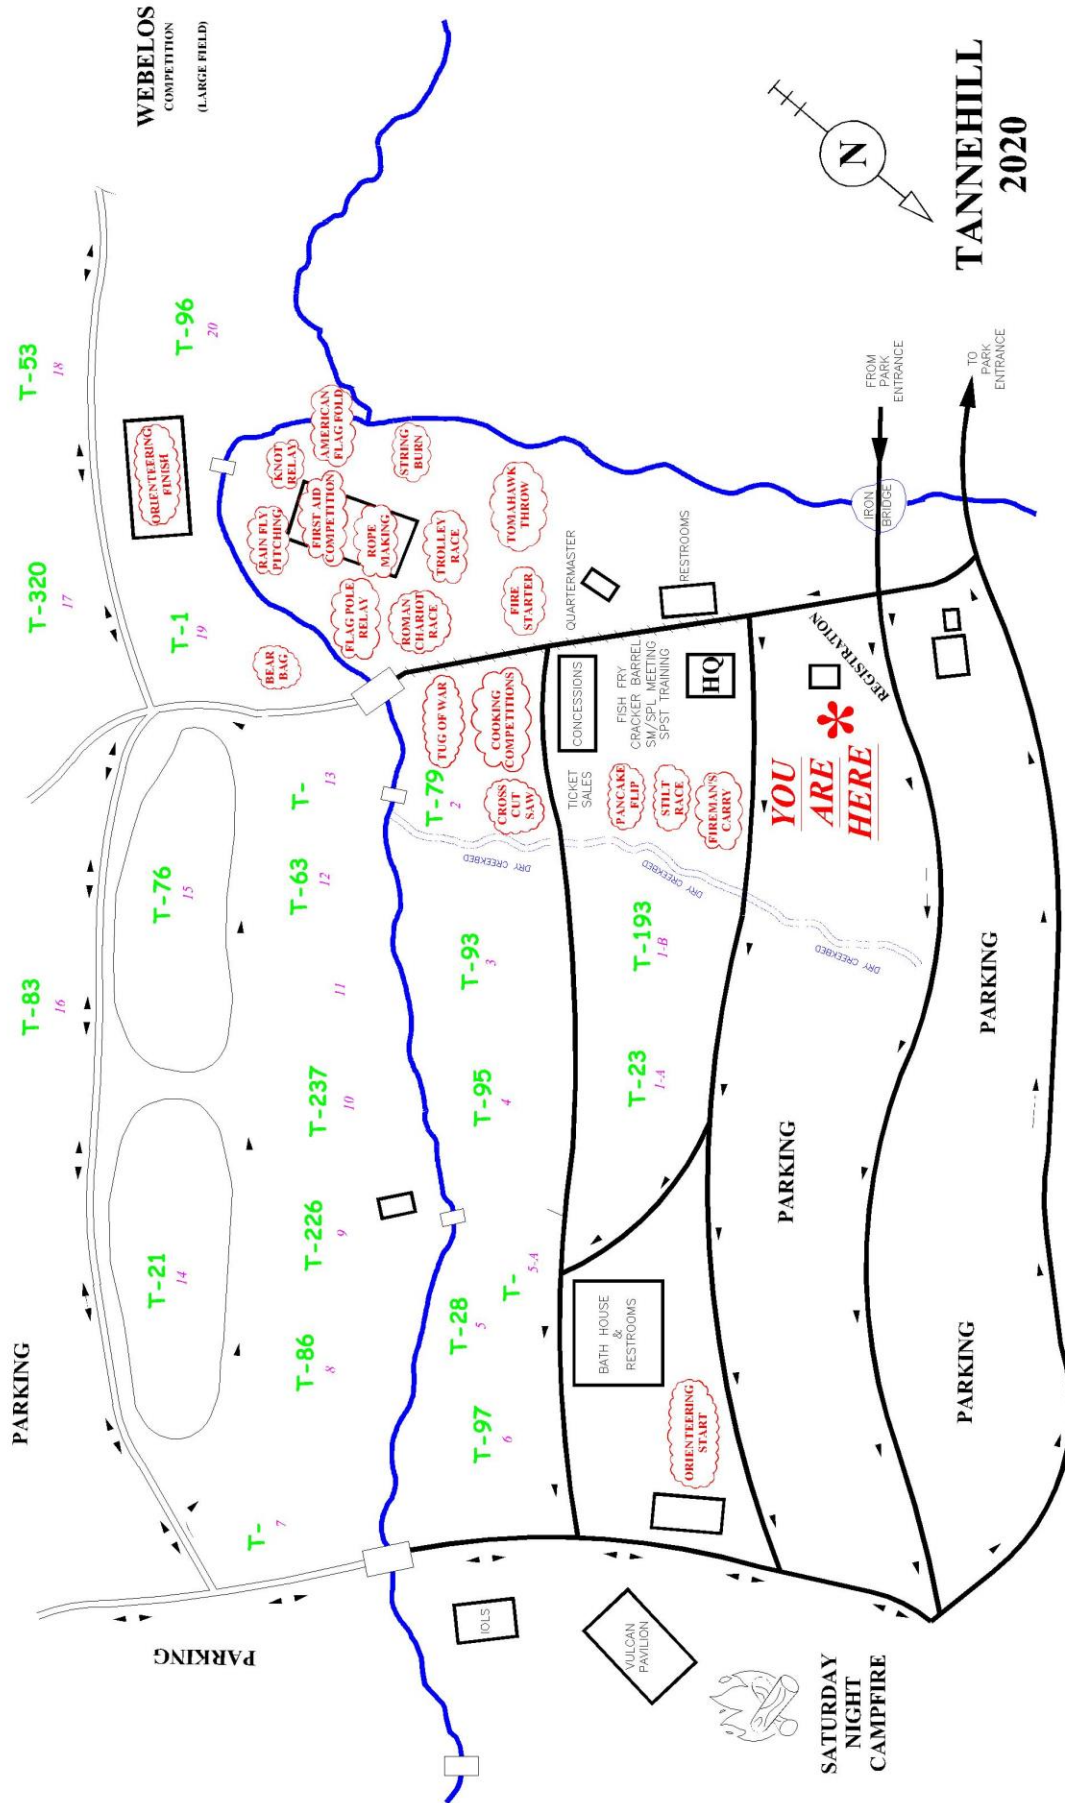 WEBELOS
COMPETITION
(LARGE FIELD)
N
TANNEHILL
2020
T-53
18
T-96
20
T-320
17
T-1
19
T-83
16
T-76
15
T-21
14
T-
13
T-63
12
11
T-237
10
T-226
9
T-86
8
T-
7
T-79
2
T-93
3
T-95
4
T-28
5
T-
5-A
T-97
6
T-193
1-B
T-23
1-A
ORIENTEERING
FINISH
KNOT
RELAY
AMERICAN
FLAG FOLD
RAIN FLY
PITCHING
FIRST AID
COMPETITION
ROPE
MAKING
STRING
BURN
TROLLEY
RACE
TOMAHAWK
THROW
FLAG POLE
RELAY
ROMAN
CHARIOT
RACE
FIRE
STARTER
BEAR
BAG
TUG OF WAR
COOKING
COMPETITIONS
CROSS
CUT
SAW
PANCAKE
FLIP
STILT
RACE
FIREMAN'S
CARRY
ORIENTEERING
START
QUARTERMASTER
RESTROOMS
CONCESSIONS
TICKET
SALES
FISH FRY
CRACKER BARREL
SM/SPL MEETING
SPST TRAINING
HQ
REGISTRATION
YOU
ARE *
HERE
FROM
PARK
ENTRANCE
TO
PARK
ENTRANCE
IRON
BRIDGE
DRY CREEKBED
DRY CREEKBED
DRY CREEKBED
BATH HOUSE
&
RESTROOMS
IOLS
VULCAN
PAVILION
SATURDAY
NIGHT
CAMPFIRE
PARKING
PARKING
PARKING
PARKING
PARKING